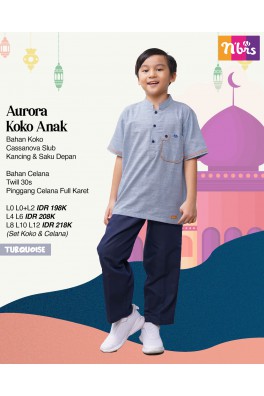 Nbrs
Aurora
Koko Anak
Bahan Koko
Cassanova Slub
Kancing & Saku Depan
Bahan Celana
Twill 30s
Pinggang Celana Full Karet
L0 L0+L2 IDR 198K
L4 L6 IDR 208K
L8 L10 L12 IDR 218K
(Set Koko & Celana)
TURQUOISE